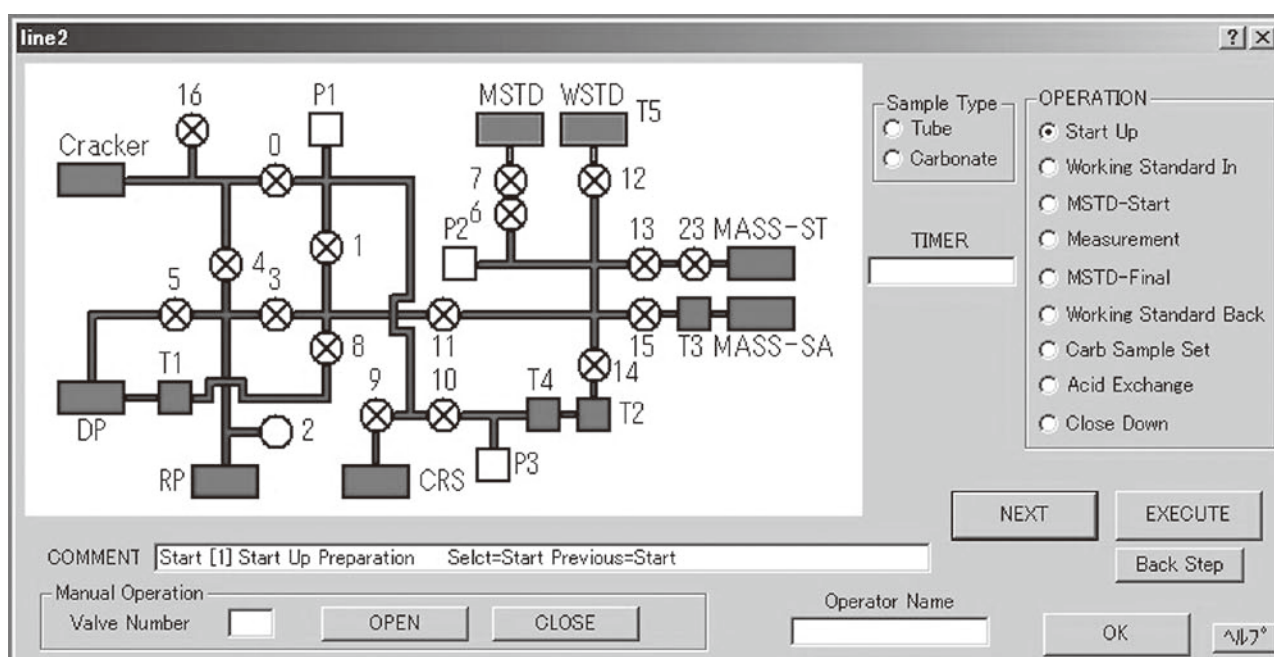 line2
16
P1
MSTD WSTD
T5
Cracker
0
7
12
6
P2
13 23 MASS-ST
1
4
5
3
8
11
15 T3 MASS-SA
T1
14
9 10 T4
T2
DP
2
P3
RP
CRS
Sample Type
Tube
Carbonate
TIMER
OPERATION
Start Up
Working Standard In
MSTD-Start
Measurement
MSTD-Final
Working Standard Back
Carb Sample Set
Acid Exchange
Close Down
NEXT
EXECUTE
Back Step
COMMENT Start [1] Start Up Preparation Selct=Start Previous=Start
Manual Operation
Valve Number
OPEN
CLOSE
Operator Name
OK
ヘルプ